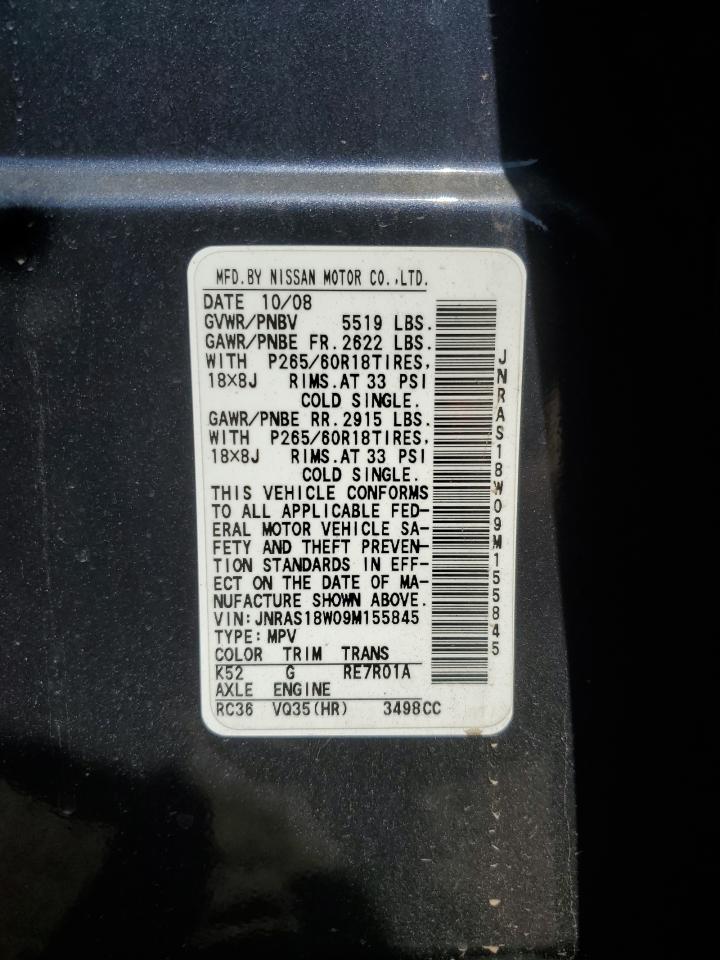 MFD.BY NISSAN MOTOR CO.,LTD.
DATE 10/08
GVWR/PNBV 5519 LBS.
GAWR/PNBE FR.2622 LBS.
WITH P265/60R18TIRES,
18×8J RIMS.AT 33 PSI
COLD SINGLE.
GAWR/PNBE RR.2915 LBS.
WITH P265/60R18TIRES,
18×8J RIMS.AT 33 PSI
COLD SINGLE.
THIS VEHICLE CONFORMS
TO ALL APPLICABLE FED-
ERAL MOTOR VEHICLE SA-
FETY AND THEFT PREVEN-
TION STANDARDS IN EFF-
ECT ON THE DATE OF MA-
NUFACTURE SHOWN ABOVE.
VIN:JNRAS18W09M155845
TYPE:MPV
COLOR TRIM TRANS
K52 G RE7R01A
AXLE ENGINE
RC36 VQ35(HR) 3498CC
JNRAS18W09M155845